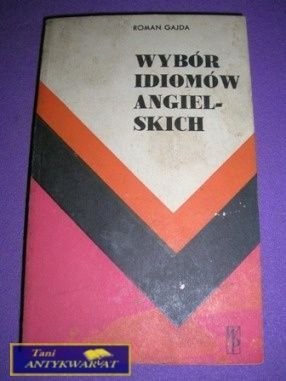 ROMAN GAJDA
WYBÓR
IDIOMÓW
ANGIEL-
SKICH
Tani
ANTYKWARIAT